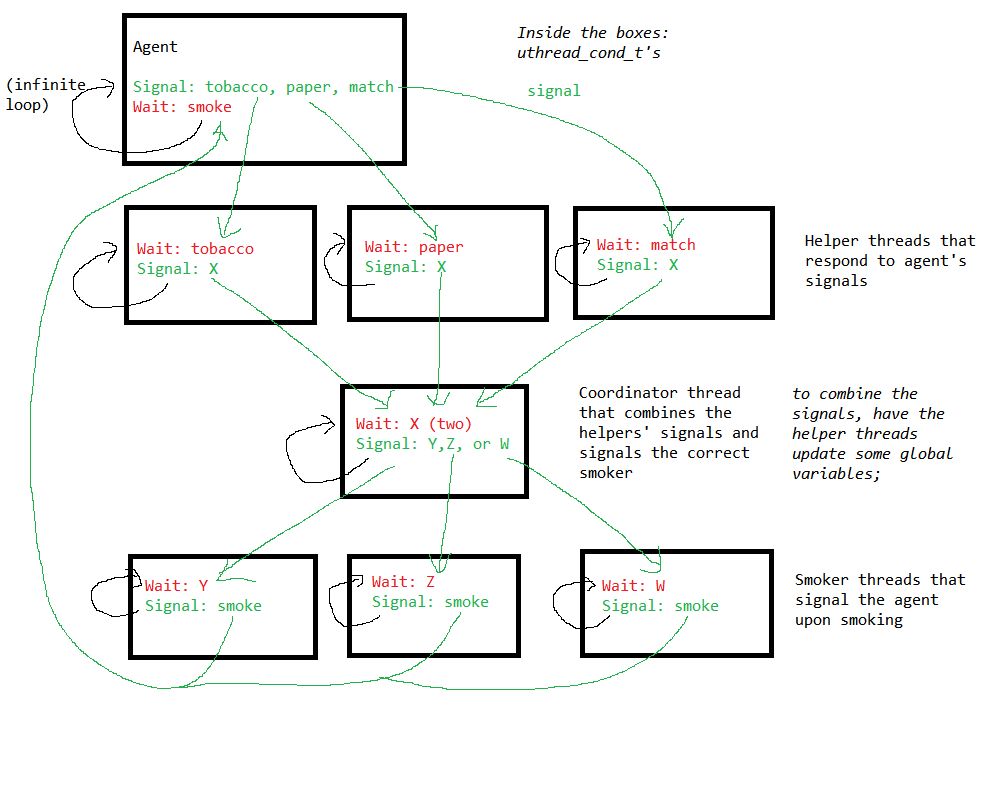 Inside the boxes:
uthread_cond_t's
signal
Agent
(infinite
loop)
Signal: tobacco, paper, match
Wait: smoke
Wait: tobacco
Signal: X
Wait: paper
Signal: X
Wait: match
Signal: X
Helper threads that
respond to agent's
signals
Wait: X (two)
Signal: Y,Z, or W
Coordinator thread
that combines the
helpers' signals and
signals the correct
smoker
to combine the
signals, have the
helper threads
update some global
variables;
Wait: Y
Signal: smoke
Wait: Z
Signal: smoke
Wait: W
Signal: smoke
Smoker threads that
signal the agent
upon smoking